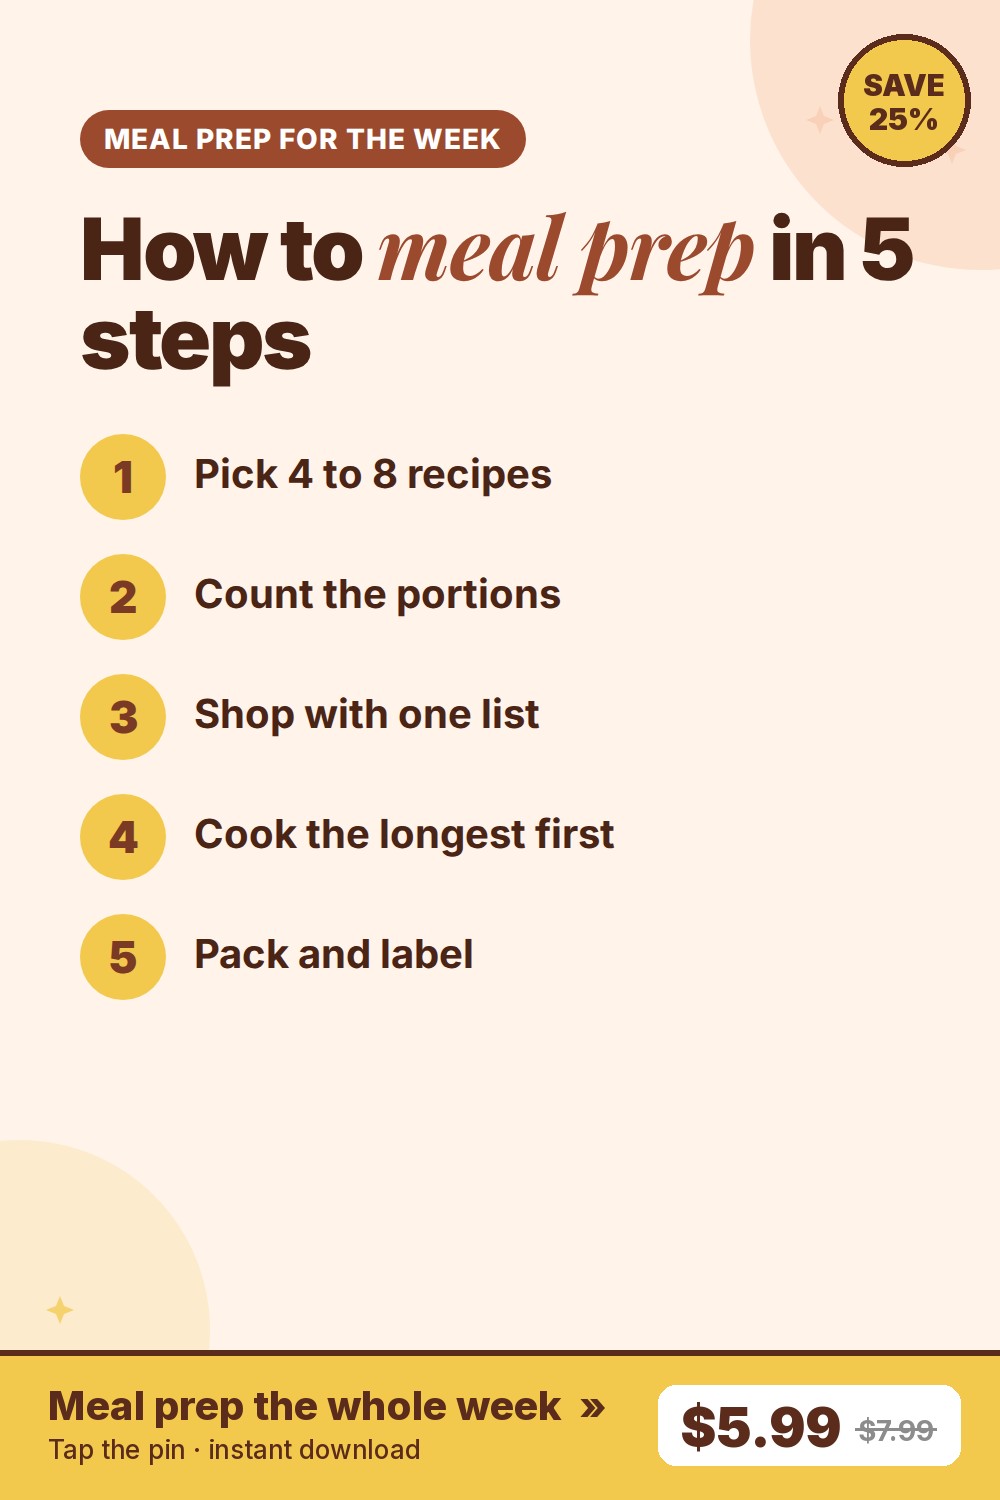 SAVE
25%
MEAL PREP FOR THE WEEK
How to meal prep in 5
steps
1 Pick 4 to 8 recipes
2 Count the portions
3 Shop with one list
4 Cook the longest first
5 Pack and label
Meal prep the whole week »
Tap the pin · instant download
$5.99 $7.99